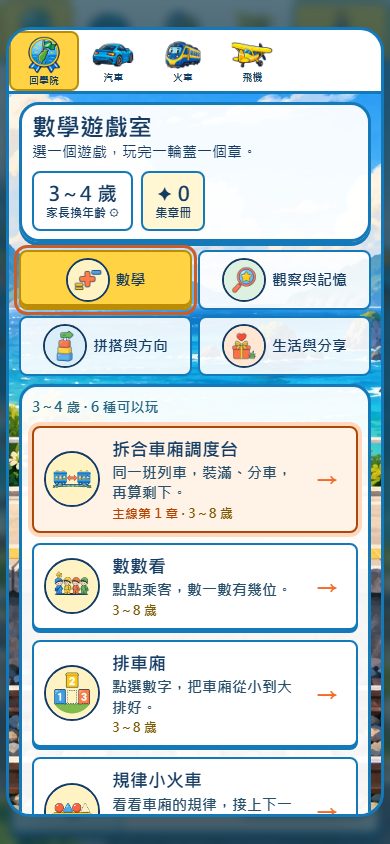 回學院
汽車
火車
飛機
數學遊戲室
選一個遊戲，玩完一輪蓋一個章。
3~4 歲
家長換年齡
✦ 0
集章冊
數學
觀察與記憶
拼搭與方向
生活與分享
3~4 歲 · 6 種可以玩
拆合車廂調度台
同一班列車，裝滿、分車，
再算剩下。
主線第 1 章 · 3~8 歲
→
數數看
點點乘客，數一數有幾位。
3~8 歲
→
1 2 3
排車廂
點選數字，把車廂從小到大
排好。
3~8 歲
→
規律小火車
看看車廂的規律，接上下一
→